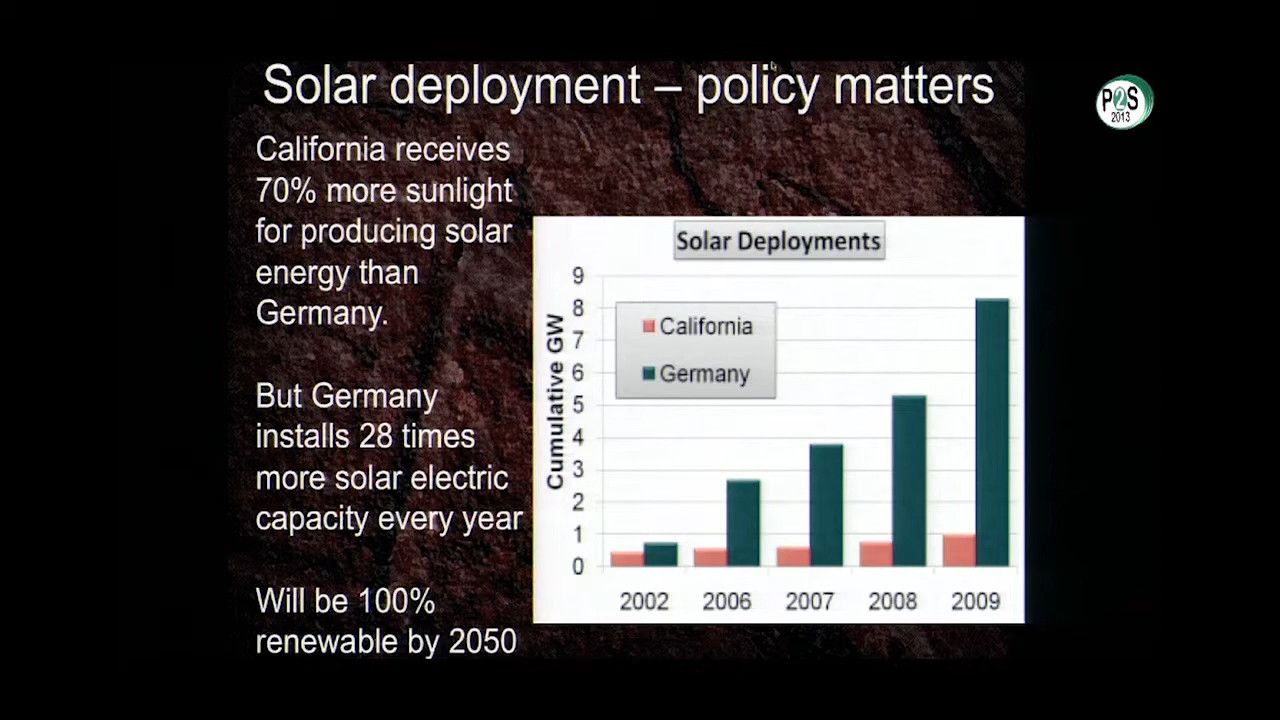 Solar deployment – policy matters
P2S
2013
California receives
70% more sunlight
for producing solar
energy than
Germany.
But Germany
installs 28 times
more solar electric
capacity every year
Will be 100%
renewable by 2050
Solar Deployments
Cumulative GW
9
8
7
6
5
4
3
2
1
0
California
Germany
2002 2006 2007 2008 2009